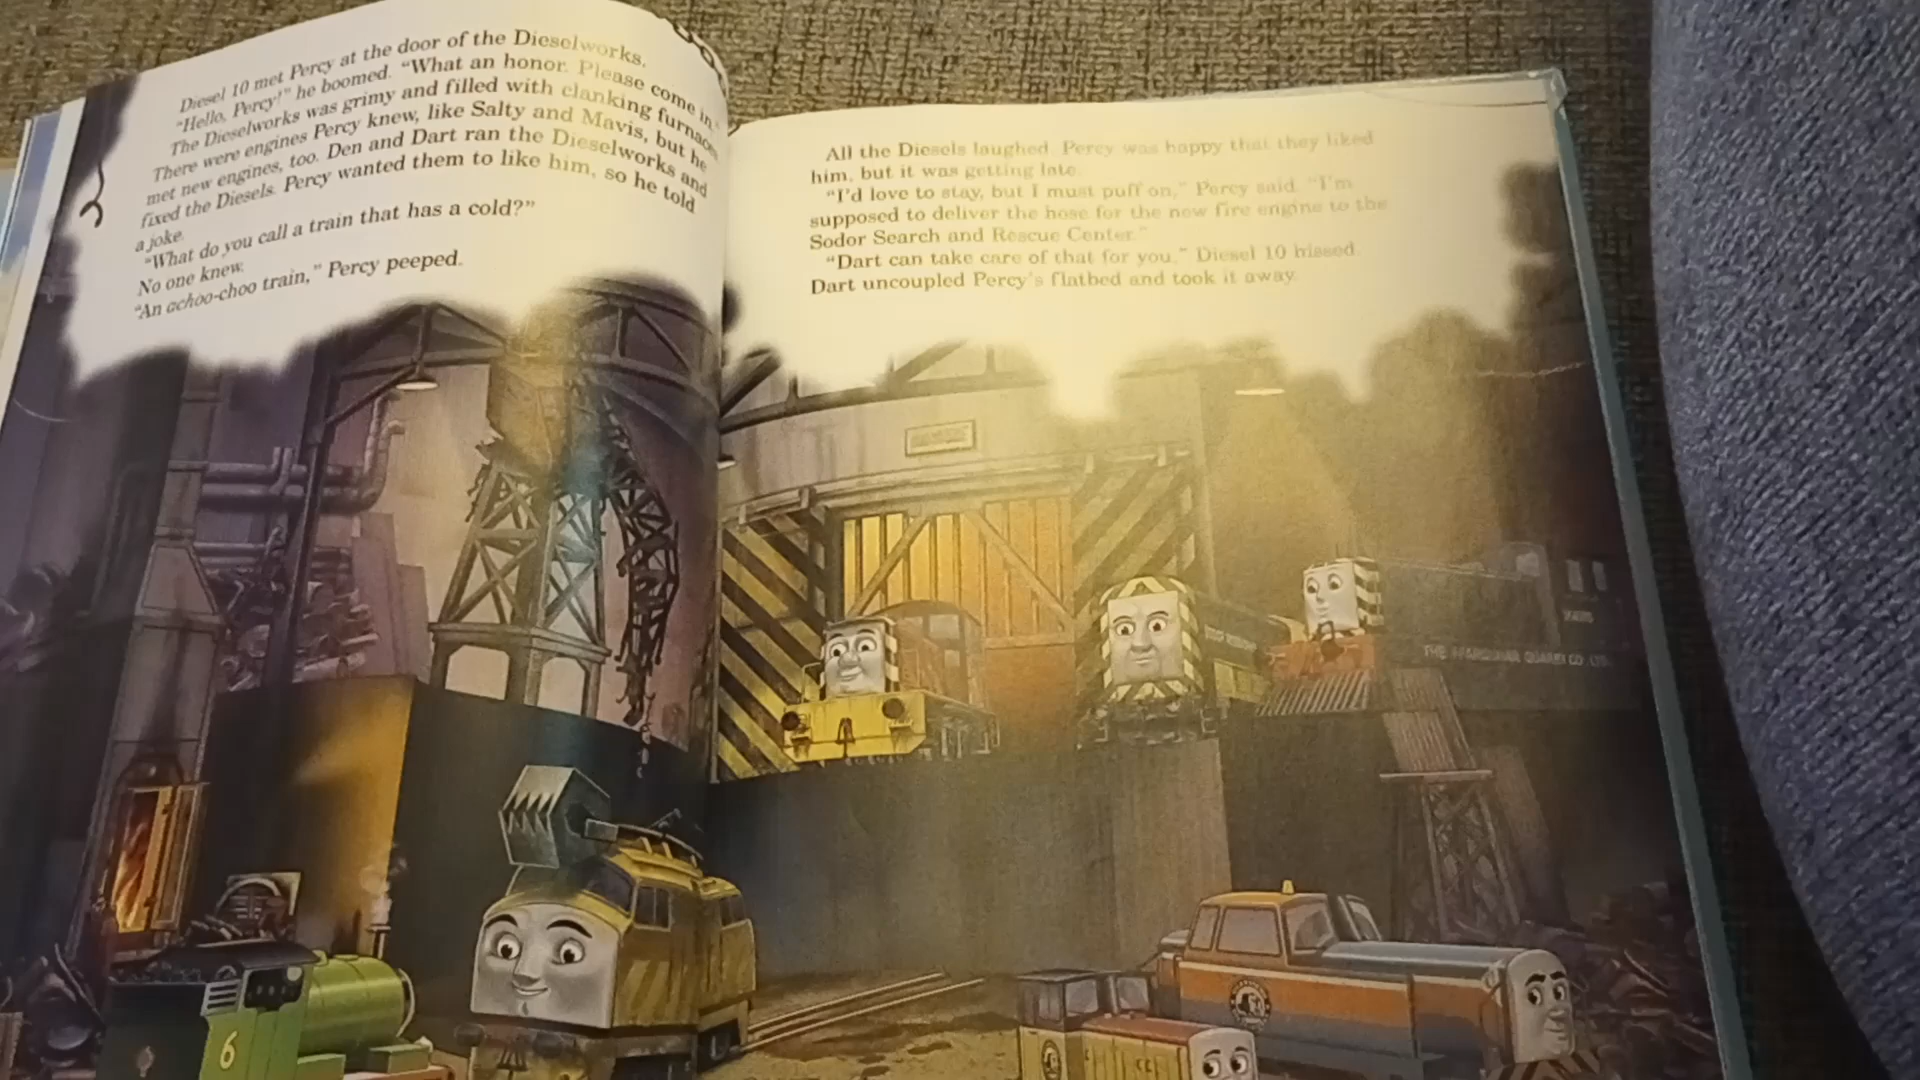 Diesel 10 met Percy at the door of the Dieselworks.
"Hello, Percy!" he boomed. "What an honor. Please come in."
The Dieselworks was grimy and filled with clanking furnaces.
There were engines Percy knew, like Salty and Mavis, but he
met new engines, too. Den and Dart ran the Dieselworks and
fixed the Diesels. Percy wanted them to like him, so he told
a joke.
"What do you call a train that has a cold?"
No one knew.
"An achoo-choo train," Percy peeped.
All the Diesels laughed. Percy was happy that they liked
him, but it was getting late.
"I'd love to stay, but I must puff on," Percy said. "I'm
supposed to deliver the hose for the new fire engine to the
Sodor Search and Rescue Center."
"Dart can take care of that for you," Diesel 10 hissed.
Dart uncoupled Percy's flatbed and took it away.
THE QUARRY CO. LTD.
6